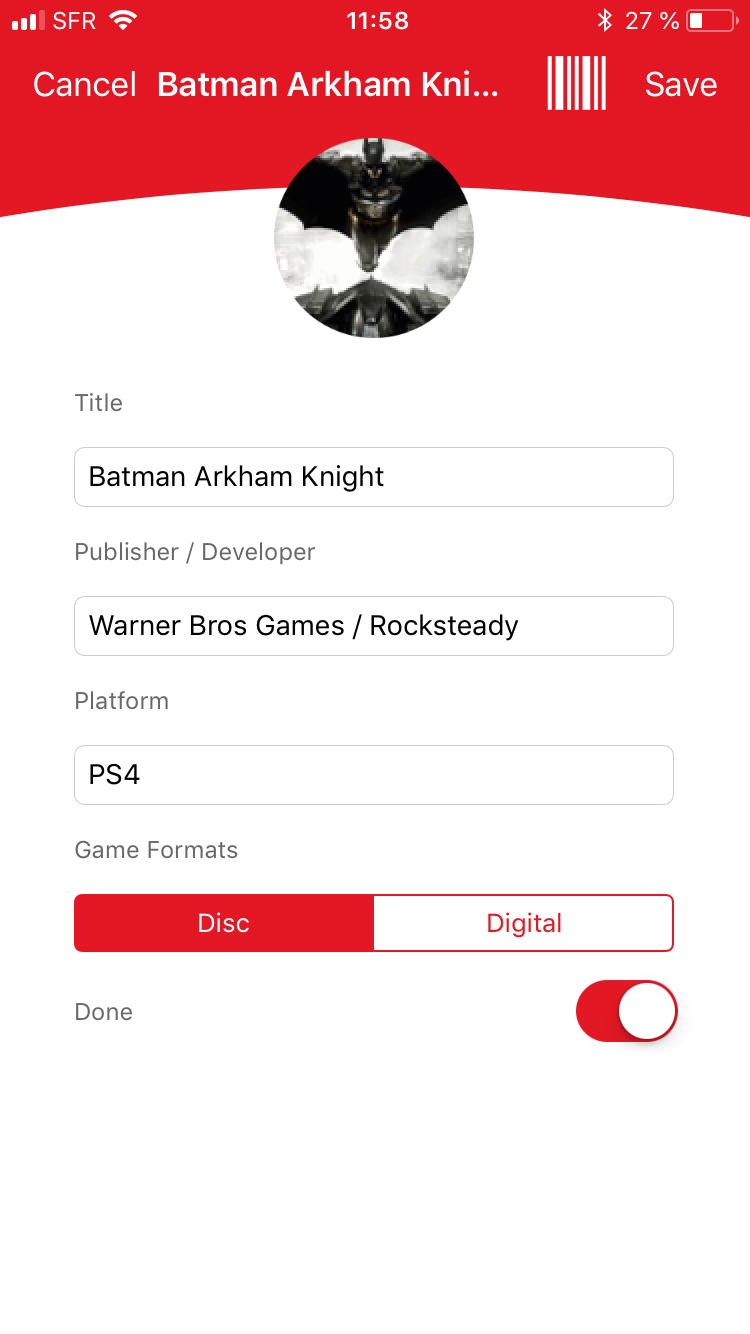 SFR 11:58 27 %
Cancel Batman Arkham Kni... Save
Title
Batman Arkham Knight
Publisher / Developer
Warner Bros Games / Rocksteady
Platform
PS4
Game Formats
Disc Digital
Done